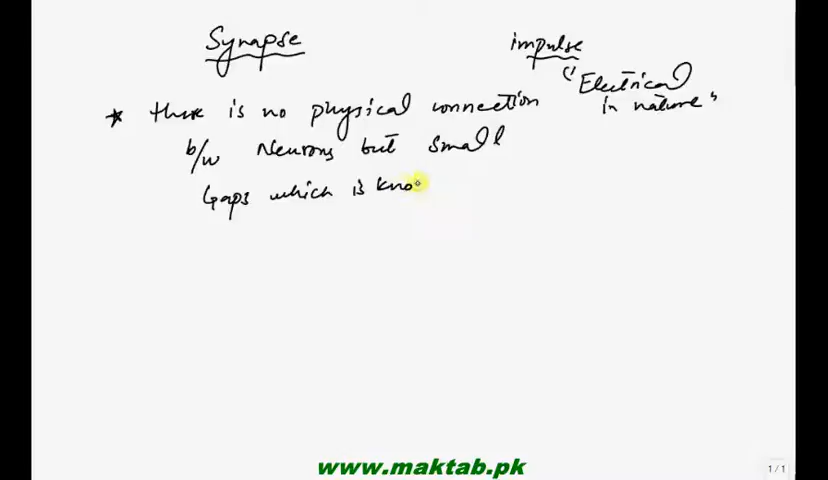 Synapse
impulse
"Electrical
in nature"
* there is no physical connection
b/w Neurons but small
Gaps which is kno
www.maktab.pk
1/1